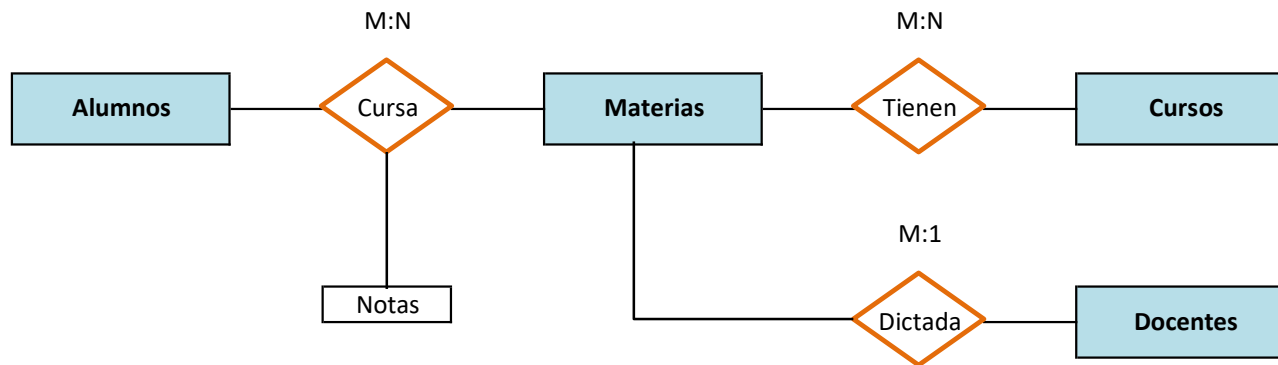 M:N
M:N
Alumnos
Cursa
Materias
Tienen
Cursos
M:1
Notas
Dictada
Docentes